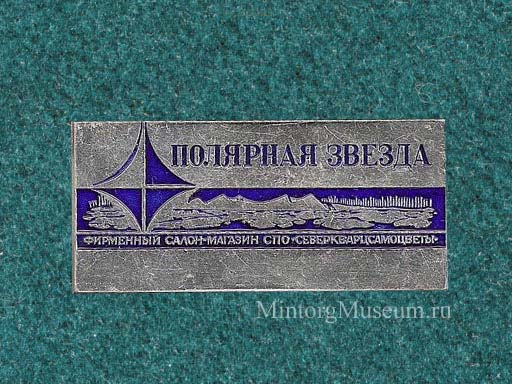 ПОЛЯРНАЯ ЗВЕЗДА
ФИРМЕННЫЙ САЛОН-МАГАЗИН СПО «СЕВЕРКВАРЦСАМОЦВЕТЫ»
MintorgMuseum.ru